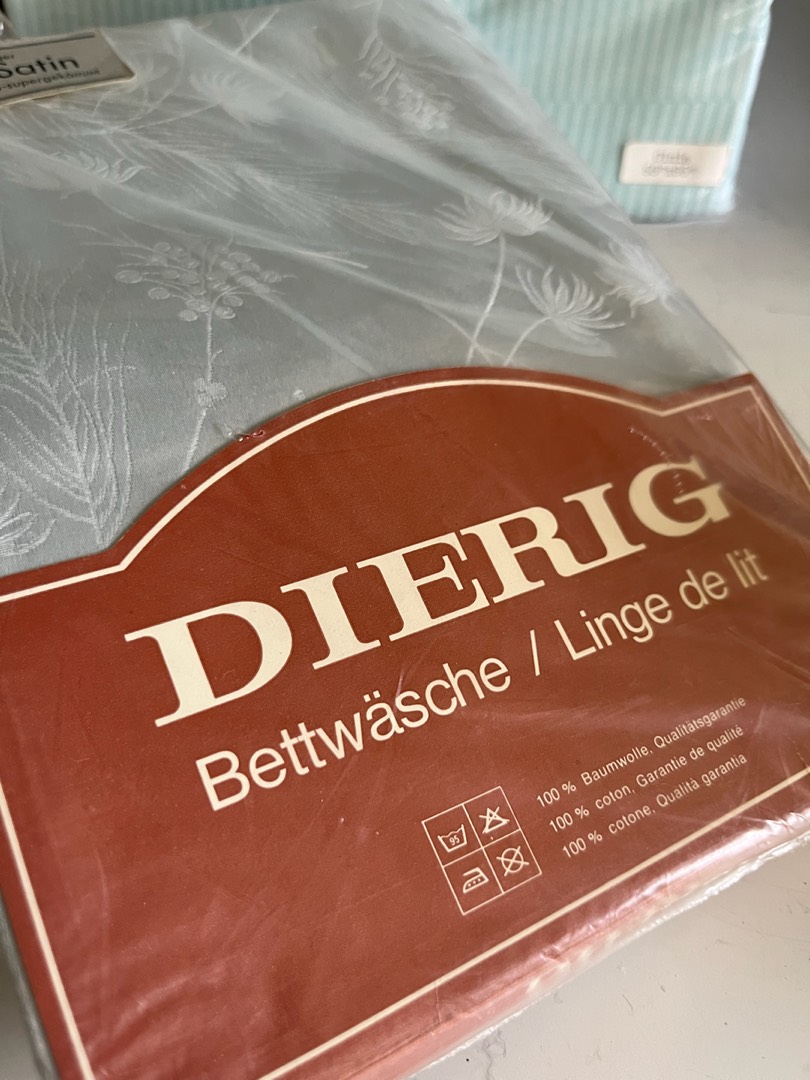 Satin
supergekämmt
DIERIG
Bettwäsche / Linge de lit
95
100 % Baumwolle, Qualitätsgarantie
100 % coton, Garantie de qualité
100 % cotone, Qualità garantia